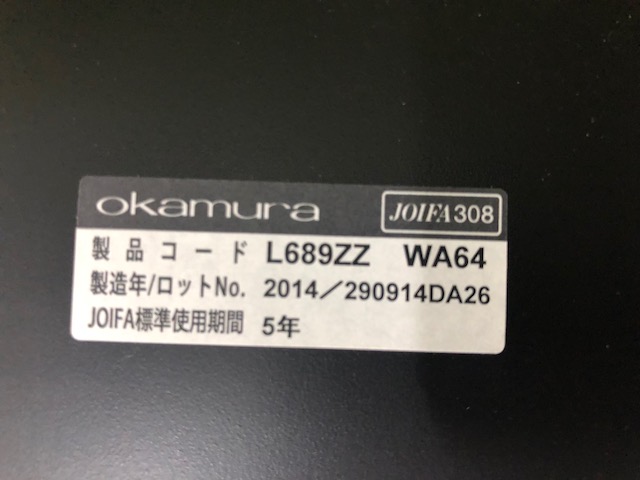 okamura JOIFA308
製品コード L689ZZ WA64
製造年/ロットNo. 2014／290914DA26
JOIFA標準使用期間 5年